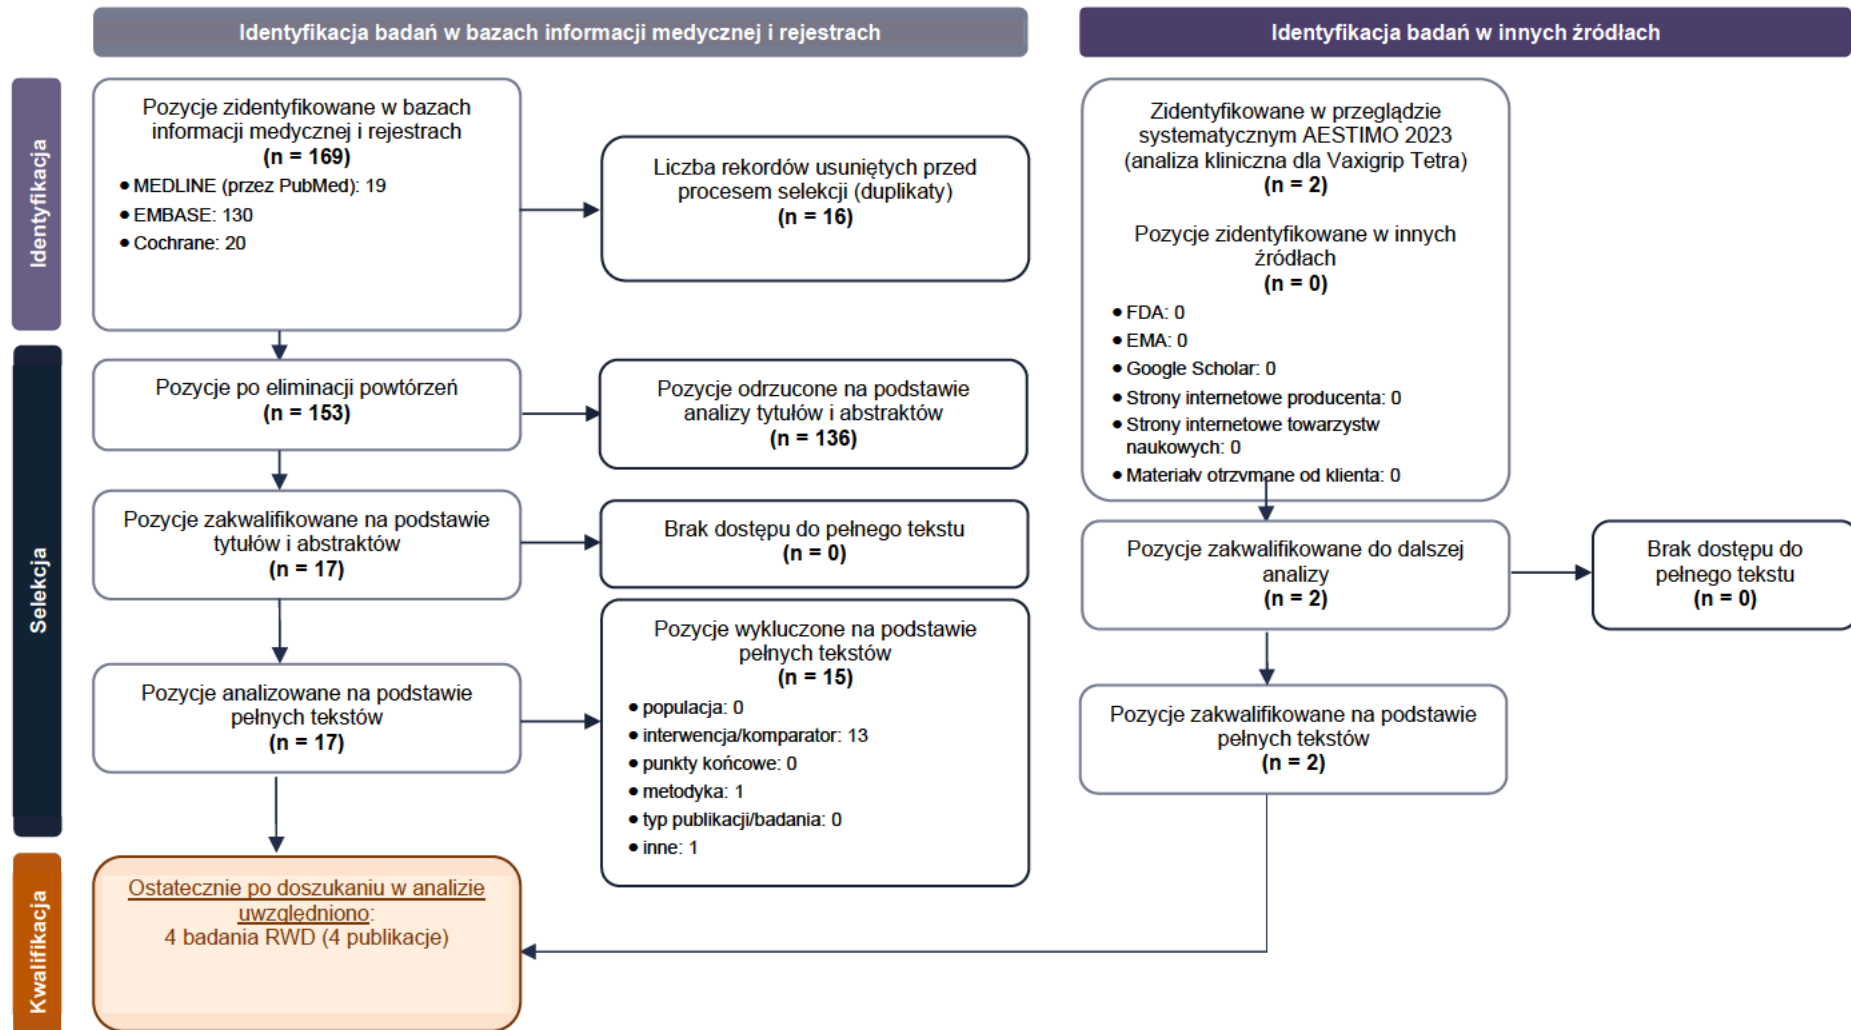 Identyfikacja badań w bazach informacji medycznej i rejestrach
Identyfikacja badań w innych źródłach
Identyfikacja
Pozycje zidentyfikowane w bazach
informacji medycznej i rejestrach
(n = 169)
• MEDLINE (przez PubMed): 19
• EMBASE: 130
• Cochrane: 20
Liczba rekordów usuniętych przed
procesem selekcji (duplikaty)
(n = 16)
Zidentyfikowane w przeglądzie
systematycznym AESTIMO 2023
(analiza kliniczna dla Vaxigrip Tetra)
(n = 2)
Pozycje zidentyfikowane w innych
źródłach
(n = 0)
• FDA: 0
• EMA: 0
• Google Scholar: 0
• Strony internetowe producenta: 0
• Strony internetowe towarzystw
naukowych: 0
• Materiały otrzymane od klienta: 0
Selekcja
Pozycje po eliminacji powtórzeń
(n = 153)
Pozycje odrzucone na podstawie
analizy tytułów i abstraktów
(n = 136)
Pozycje zakwalifikowane na podstawie
tytułów i abstraktów
(n = 17)
Brak dostępu do pełnego tekstu
(n = 0)
Pozycje zakwalifikowane do dalszej
analizy
(n = 2)
Brak dostępu do
pełnego tekstu
(n = 0)
Pozycje analizowane na podstawie
pełnych tekstów
(n = 17)
Pozycje wykluczone na podstawie
pełnych tekstów
(n = 15)
• populacja: 0
• interwencja/komparator: 13
• punkty końcowe: 0
• metodyka: 1
• typ publikacji/badania: 0
• inne: 1
Pozycje zakwalifikowane na podstawie
pełnych tekstów
(n = 2)
Kwalifikacja
Ostatecznie po doszukaniu w analizie
uwzględniono:
4 badania RWD (4 publikacje)